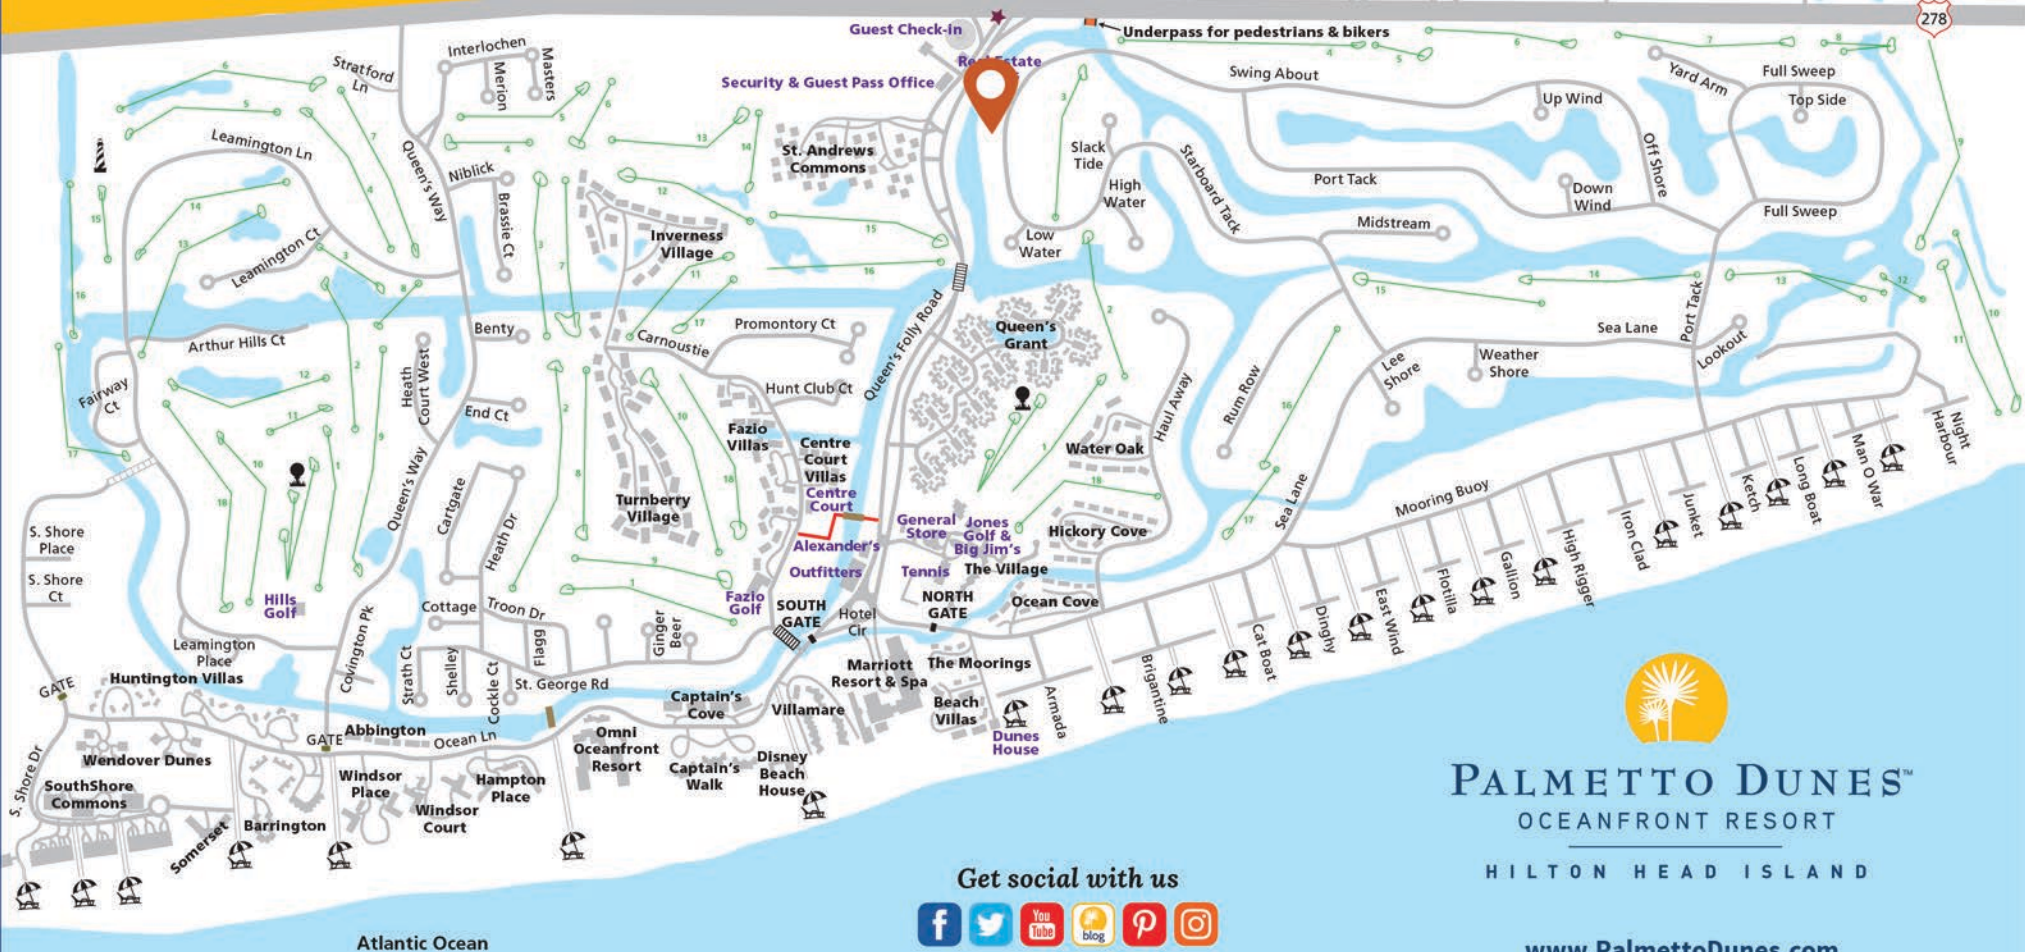 278
Guest Check-in
Underpass for pedestrians & bikers
Real Estate
Security & Guest Pass Office
Interlochen
Merion
Masters
Stratford
Ln
Swing About
Yard Arm
Full Sweep
Top Side
Up Wind
Off Shore
Leamington Ln
Queen's Way
Niblick
Brassie Ct
St. Andrews
Commons
Slack
Tide
High
Water
Low
Water
Starboard Tack
Port Tack
Down
Wind
Midstream
Full Sweep
Leamington Ct
Inverness
Village
Arthur Hills Ct
Benty
Carnoustie
Promontory Ct
Queen's Folly Road
Queen's
Grant
Sea Lane
Port Tack
Lookout
Weather
Shore
Lee
Shore
Rum Row
Haul Away
Fairway
Ct
Heath
Court West
End Ct
Hunt Club Ct
Fazio
Villas
Centre
Court
Villas
Centre
Court
Water Oak
Night
Harbour
Man O War
Long Boat
Ketch
Junket
Iron Clad
High Rigger
Gallion
Flotilla
East Wind
Dinghy
Cat Boat
Brigantine
Armada
Mooring Buoy
Sea Lane
Queen's Way
Cartgate
Heath Dr
Turnberry
Village
Alexander's
Outfitters
General
Store
Jones
Golf &
Big Jim's
Tennis
The Village
Hickory Cove
S. Shore
Place
S. Shore
Ct
Hills
Golf
Fazio
Golf
SOUTH
GATE
Hotel
Cir
NORTH
GATE
Ocean Cove
Cottage
Troon Dr
Flagg
Ginger
Beer
Leamington
Place
Covington Pk
Strath Ct
Shelley
Cockle Ct
St. George Rd
Huntington Villas
GATE
Marriott
Resort & Spa
The Moorings
Captain's
Cove
Villamare
Beach
Villas
Dunes
House
GATE
Abbington
Ocean Ln
Omni
Oceanfront
Resort
Captain's
Walk
Disney
Beach
House
Wendover Dunes
S. Shore Dr
SouthShore
Commons
Windsor
Place
Hampton
Place
Windsor
Court
Barrington
Somerset
Atlantic Ocean
Get social with us
You
Tube
blog
PALMETTO DUNES™
OCEANFRONT RESORT
HILTON HEAD ISLAND
www.PalmettoDunes.com